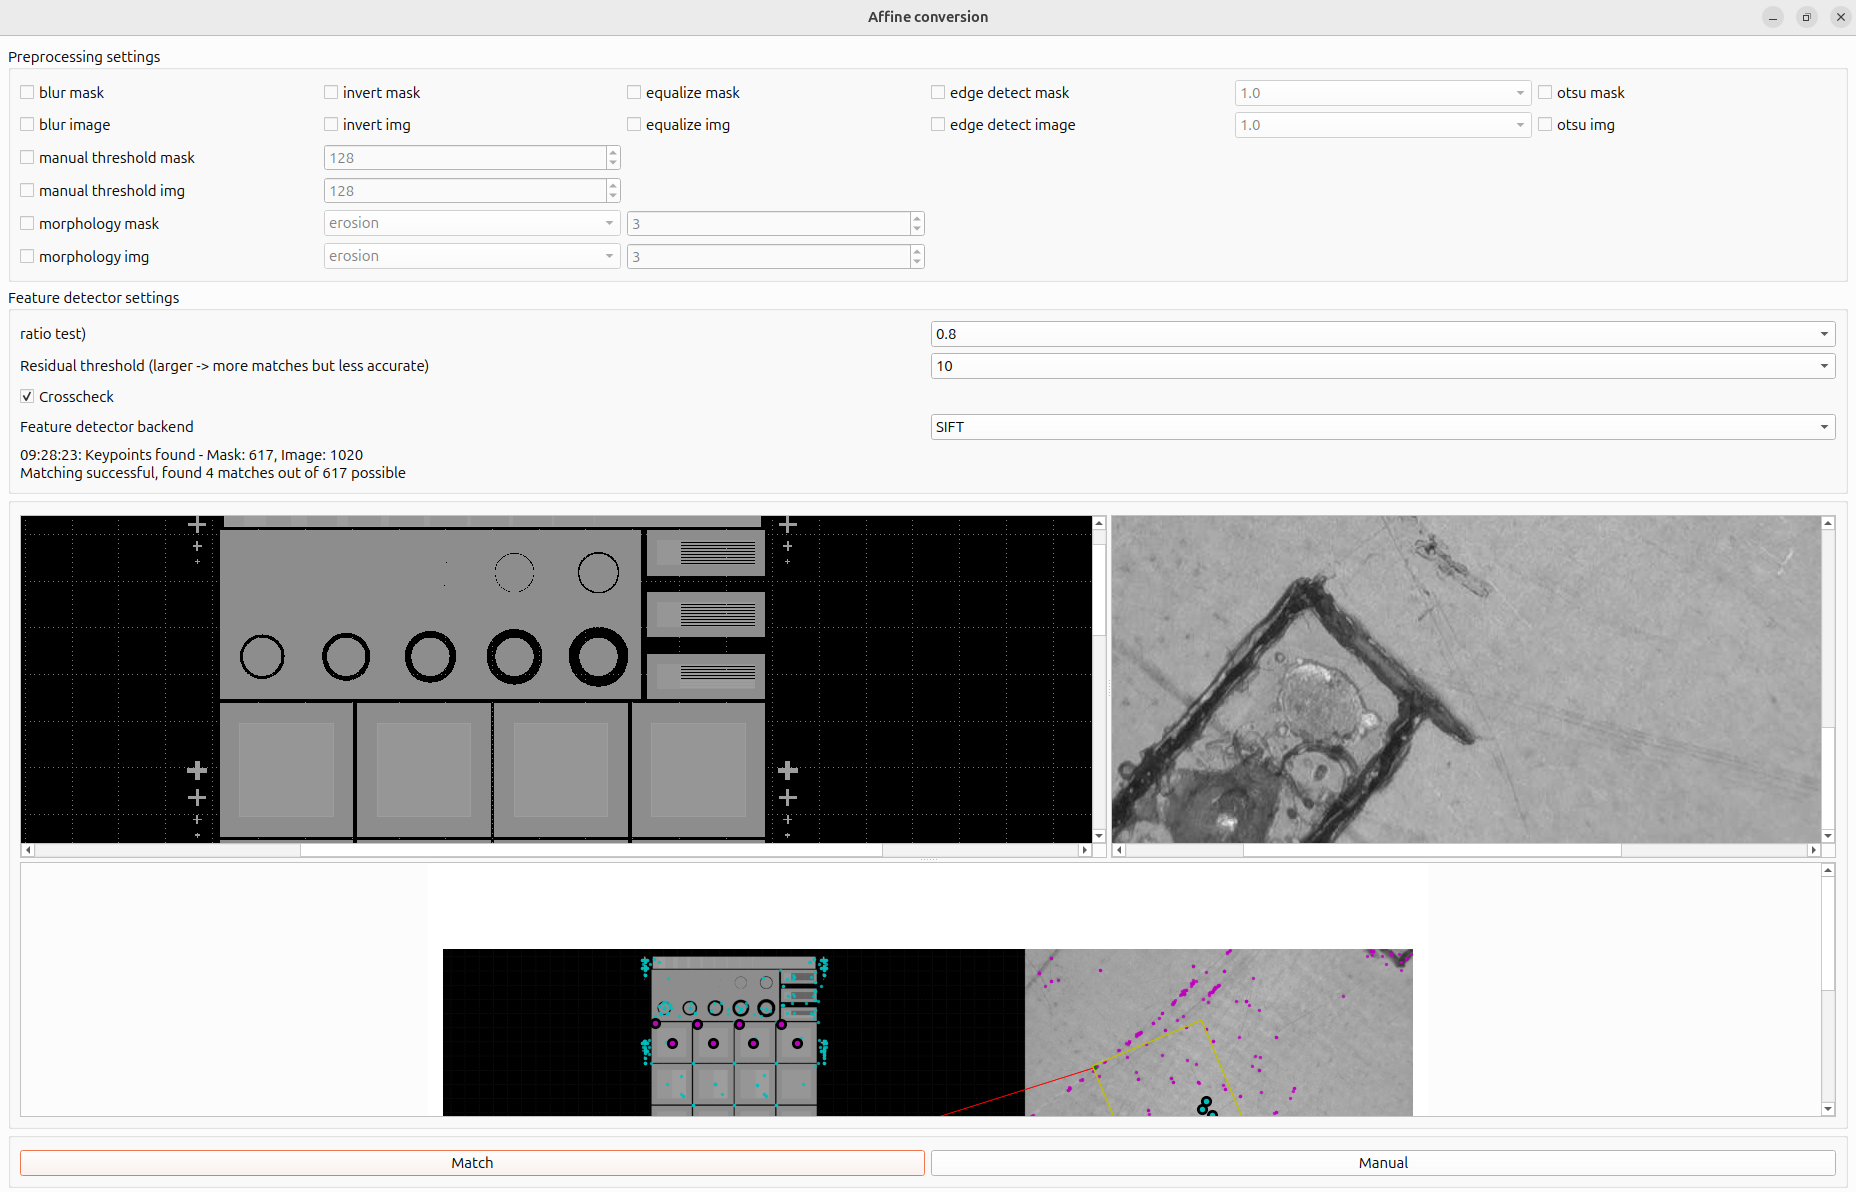 Affine conversion
Preprocessing settings
blur mask invert mask equalize mask edge detect mask 1.0 otsu mask
blur image invert img equalize img edge detect image 1.0 otsu img
manual threshold mask 128
manual threshold img 128
morphology mask erosion 3
morphology img erosion 3
Feature detector settings
ratio test) 0.8
Residual threshold (larger -> more matches but less accurate) 10
Crosscheck
Feature detector backend SIFT
09:28:23: Keypoints found - Mask: 617, Image: 1020
Matching successful, found 4 matches out of 617 possible
Match Manual